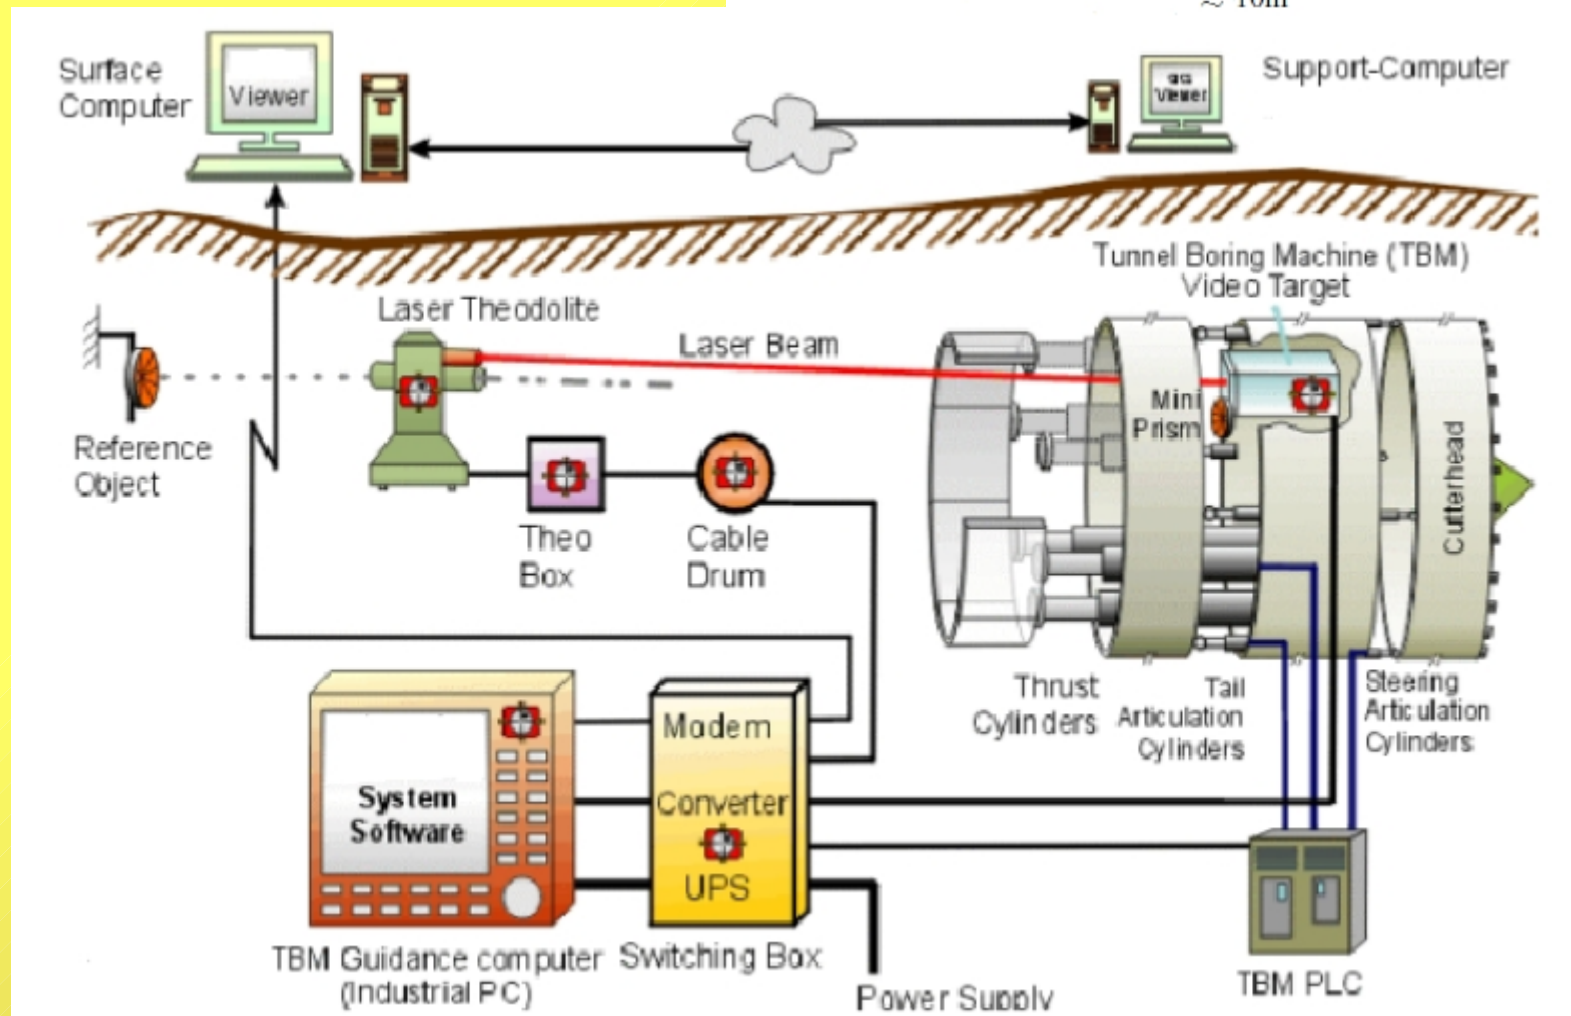 Surface
Computer
Viewer
Viewer
Support-Computer
Tunnel Boring Machine (TBM)
Video Target
Laser Theodolite
Laser Beam
Mini
Prism
Reference
Object
Cutterhead
Theo
Box
Cable
Drum
Thrust
Cylinders
Tail
Articulation
Cylinders
Steering
Articulation
Cylinders
Modem
System
Software
Converter
UPS
TBM Guidance computer
(Industrial PC)
Switching Box
Power Supply
TBM PLC